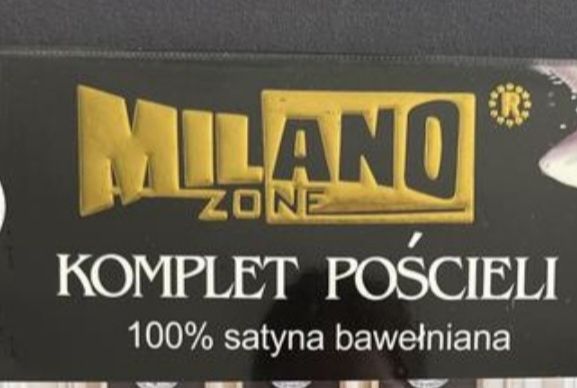 MILANO ®
ZONE
KOMPLET POŚCIELI
100% satyna bawełniana